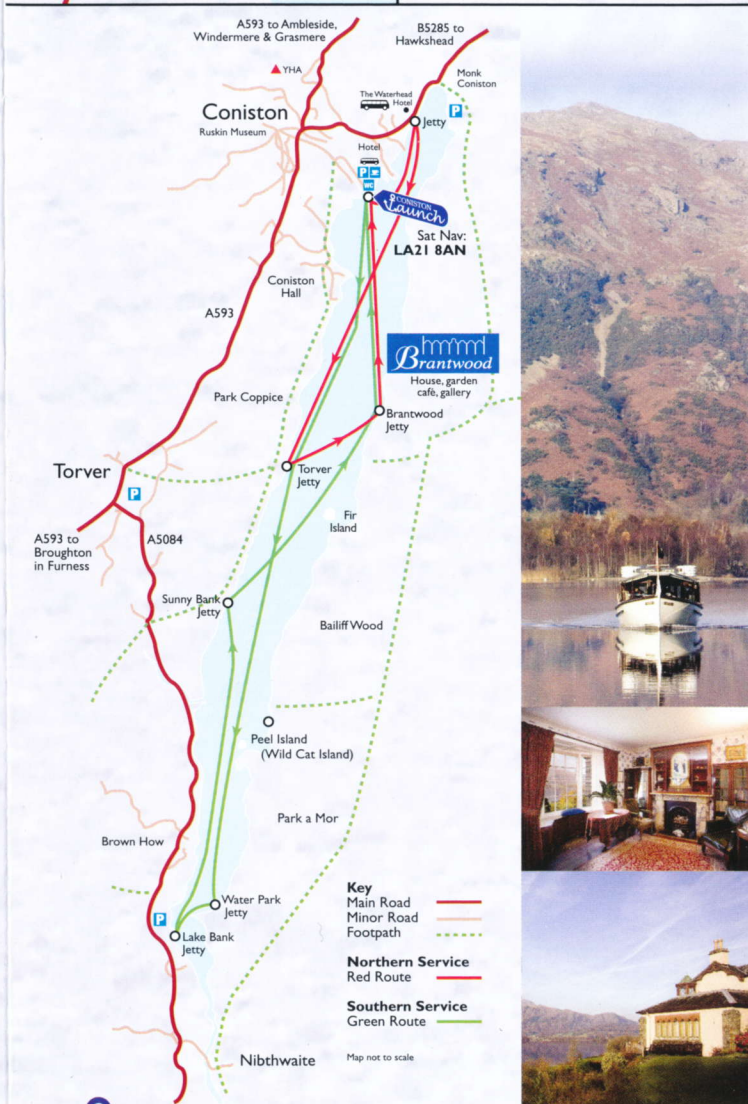 A593 to Ambleside,
Windermere & Grasmere
B5285 to
Hawkshead
YHA
Monk
Coniston
The Waterhead
Hotel
P
Coniston
Ruskin Museum
Jetty
Hotel
P
WC
CONISTON
Launch
Sat Nav:
LA21 8AN
Coniston
Hall
A593
Brantwood
House, garden
cafè, gallery
Park Coppice
Brantwood
Jetty
Torver
Torver
Jetty
P
Fir
Island
A593 to
Broughton
in Furness
A5084
Sunny Bank
Jetty
Bailiff Wood
Peel Island
(Wild Cat Island)
Park a Mor
Brown How
Key
Main Road
Minor Road
Footpath
Water Park
Jetty
P
Lake Bank
Jetty
Northern Service
Red Route
Southern Service
Green Route
Nibthwaite
Map not to scale